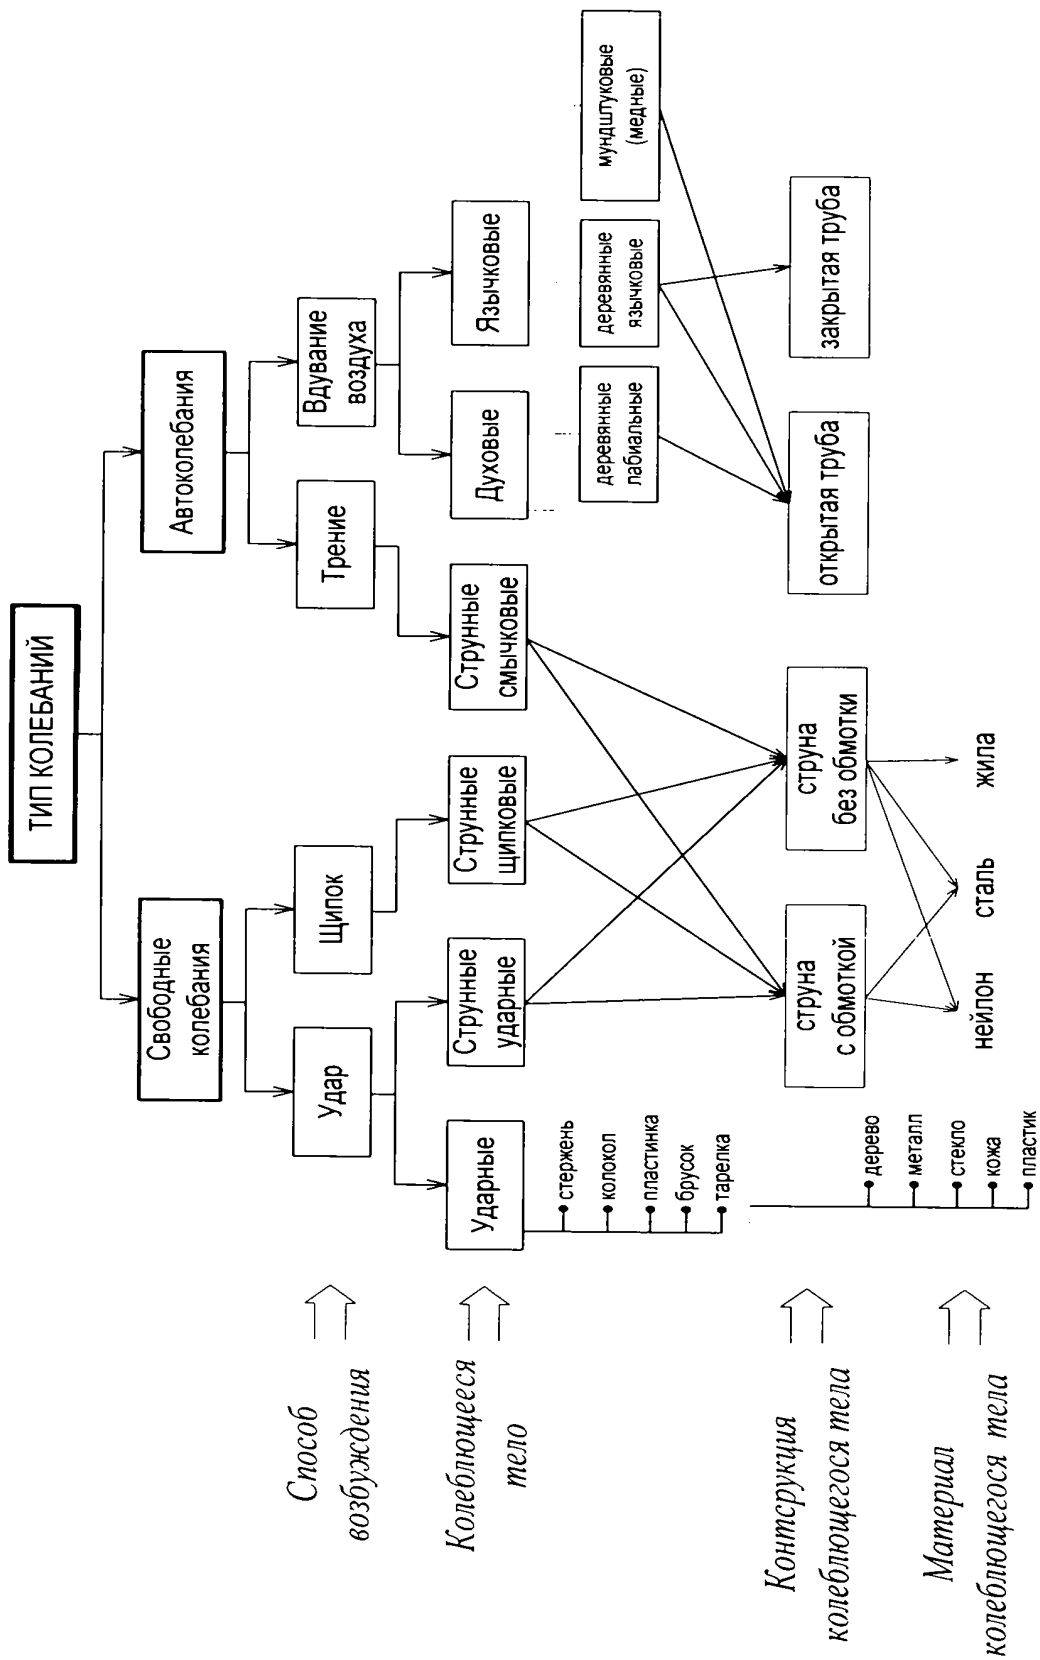 ТИП КОЛЕБАНИЙ
Свободные
колебания
Автоколебания
Способ
возбуждения
Удар
Щипок
Трение
Вдувание
воздуха
Колеблющееся
тело
Ударные
Струнные
ударные
Струнные
щипковые
Струнные
смычковые
Духовые
Язычковые
стержень
колокол
пластинка
брусок
тарелка
деревянные
лабиальные
деревянные
язычковые
мундштуковые
(медные)
Контсрукция
колеблющегося тела
струна
с обмоткой
струна
без обмотки
открытая труба
закрытая труба
Материал
колеблющегося тела
дерево
металл
стекло
кожа
пластик
нейлон
сталь
жила